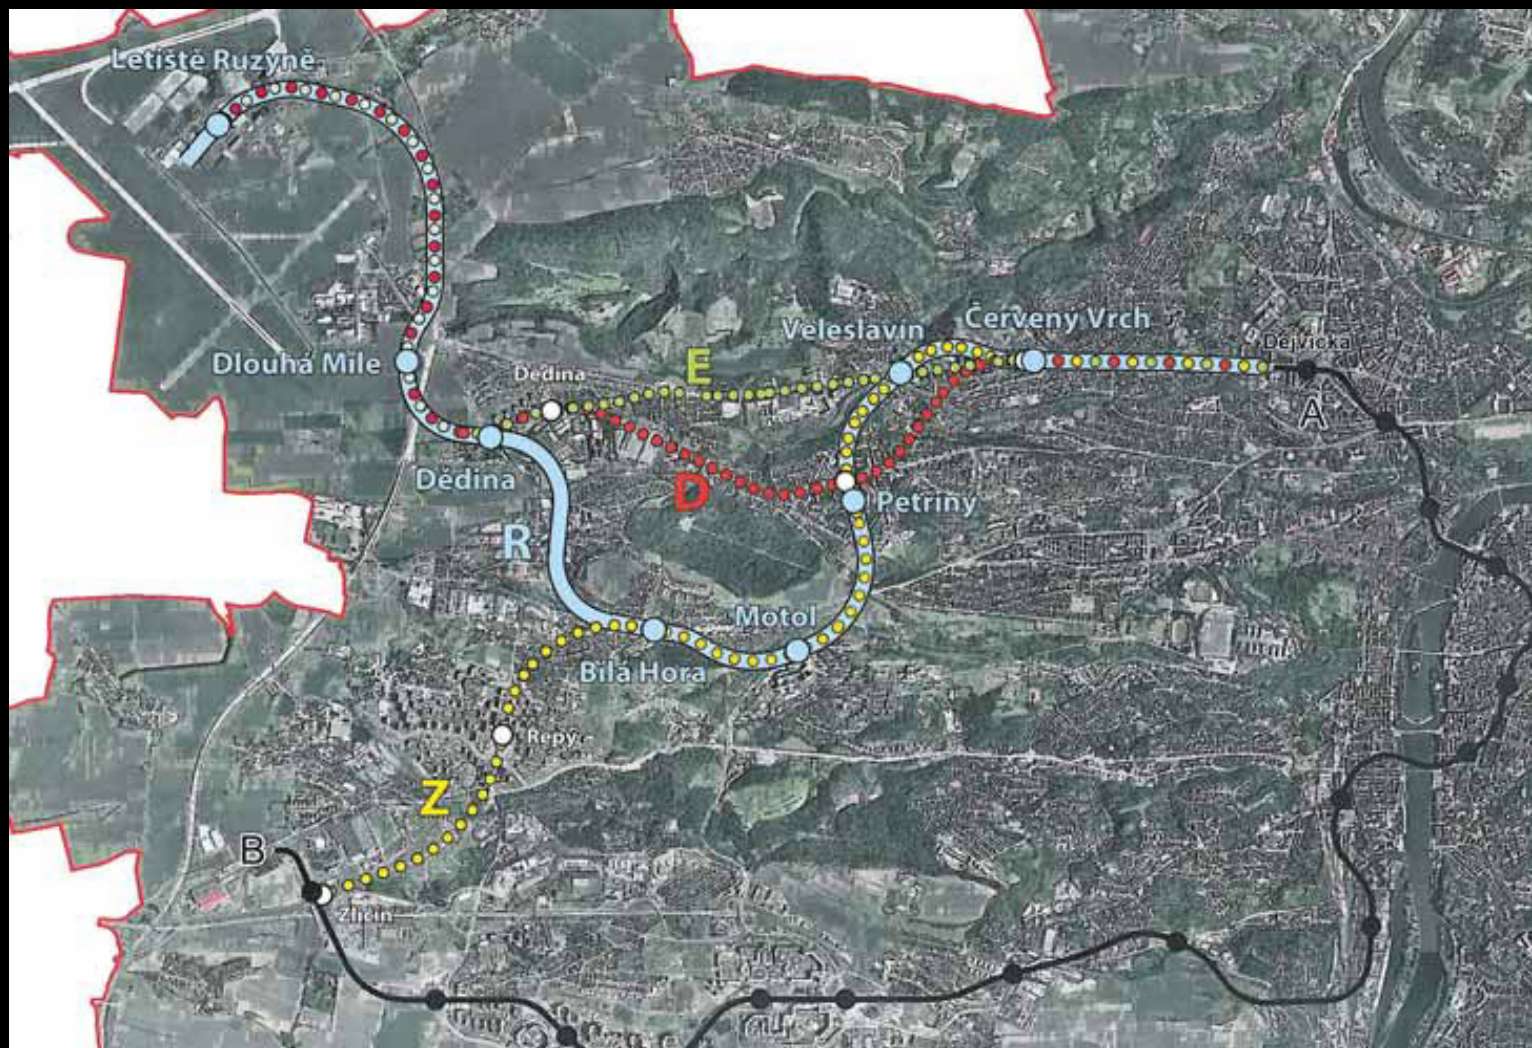 Letiště Ruzyně
Dlouhá Míle
Dědina
E
Veleslavín
Červený Vrch
Dejvická
A
Dědina
D
Petřiny
R
Motol
Bílá Hora
Řepy
Z
B
Zličín